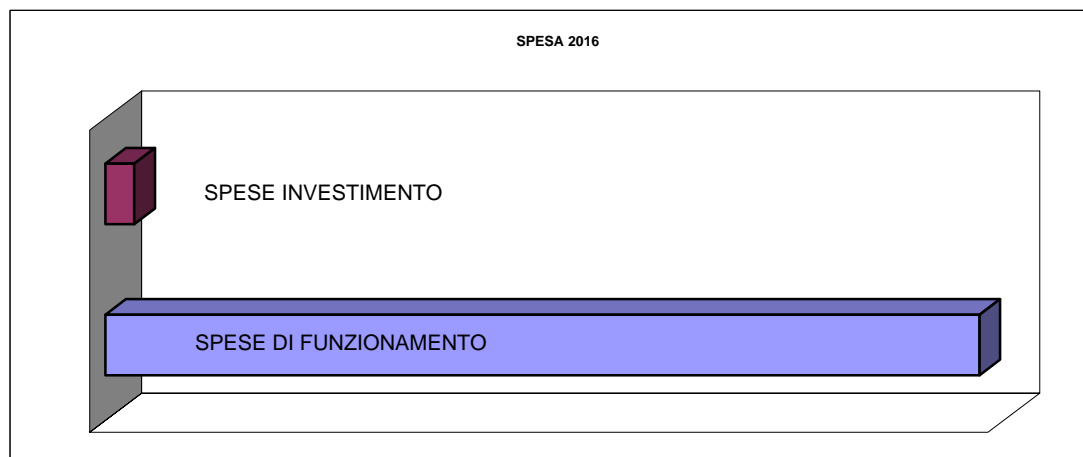 SPESA 2016
SPESE INVESTIMENTO
SPESE DI FUNZIONAMENTO